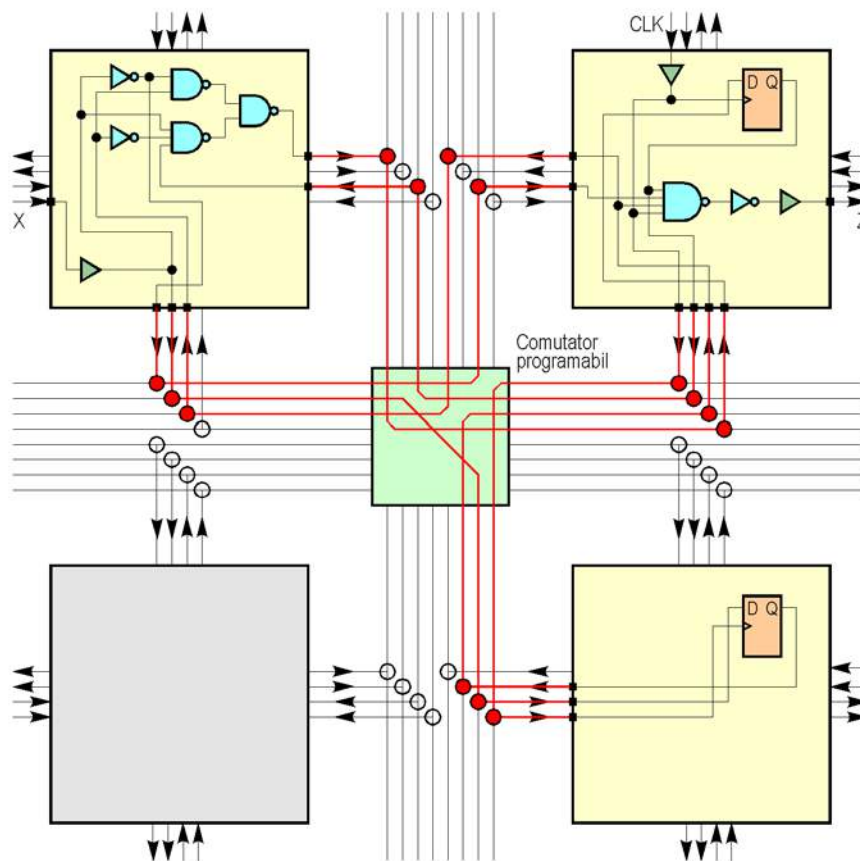 CLK
D Q
X
Z
Comutator
programabil
D Q